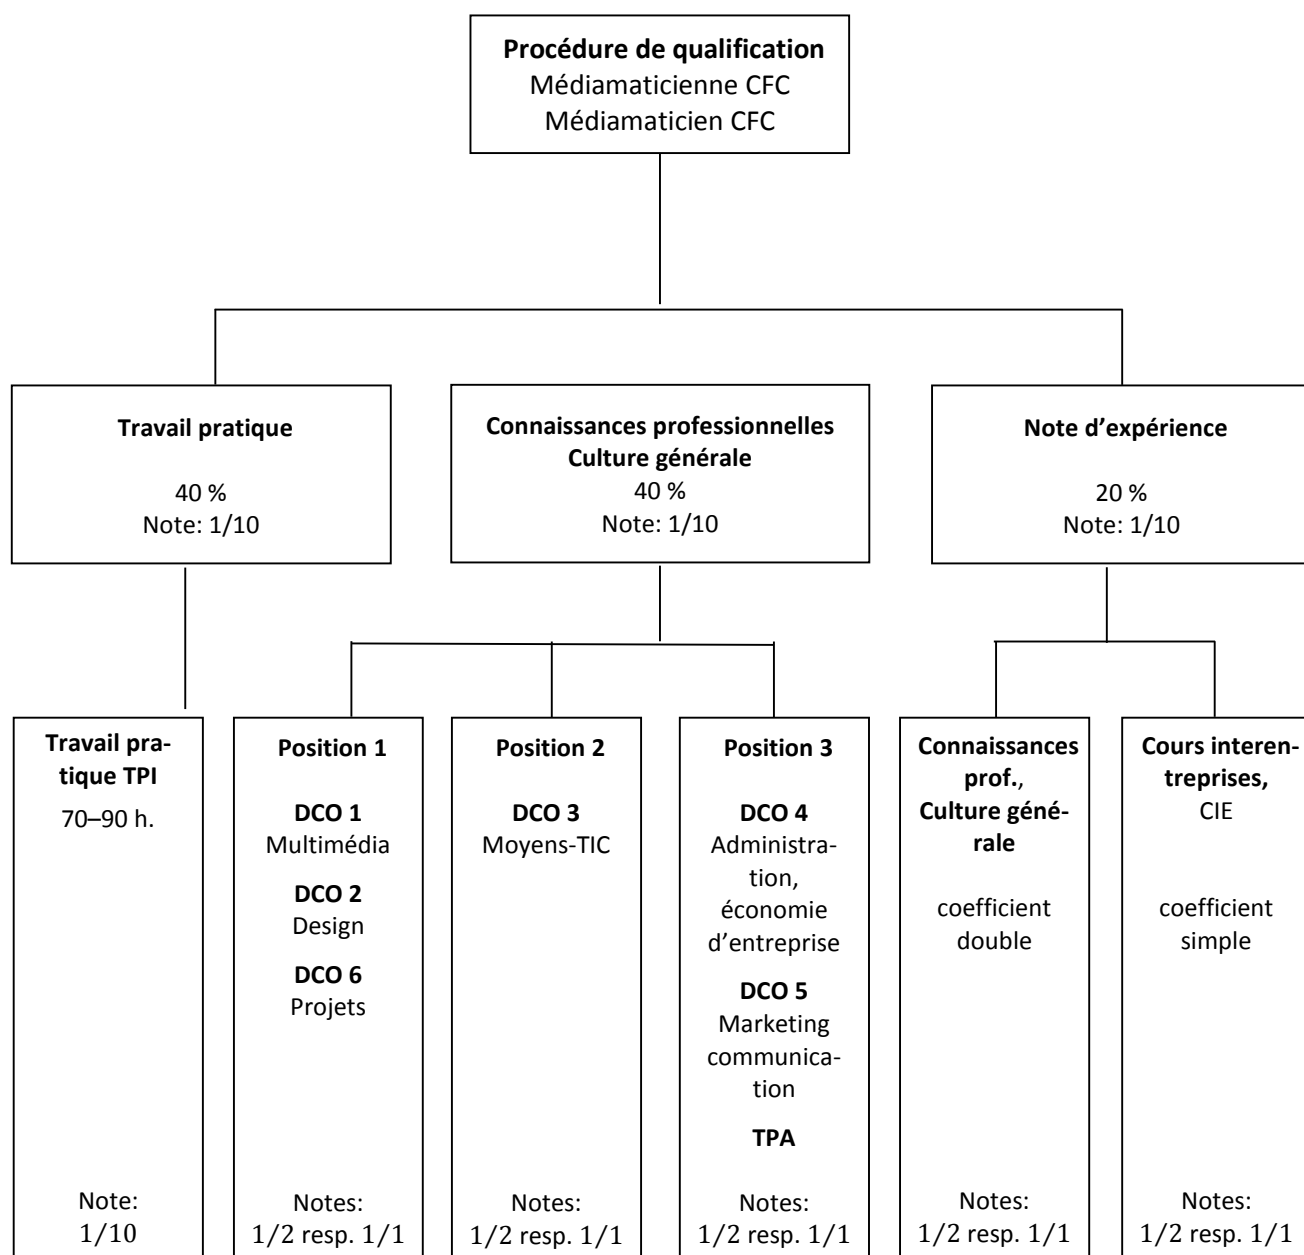 Procédure de qualification
Médiamaticienne CFC
Médiamaticien CFC
Travail pratique
40 %
Note: 1/10
Connaissances professionnelles
Culture générale
40 %
Note: 1/10
Note d’expérience
20 %
Note: 1/10
Travail pra-
tique TPI
70–90 h.
Note:
1/10
Position 1
DCO 1
Multimédia
DCO 2
Design
DCO 6
Projets
Notes:
1/2 resp. 1/1
Position 2
DCO 3
Moyens-TIC
Notes:
1/2 resp. 1/1
Position 3
DCO 4
Administra-
tion,
économie
d’entreprise
DCO 5
Marketing
communica-
tion
TPA
Notes:
1/2 resp. 1/1
Connaissances
prof.,
Culture géné-
rale
coefficient
double
Notes:
1/2 resp. 1/1
Cours interen-
treprises,
CIE
coefficient
simple
Notes:
1/2 resp. 1/1